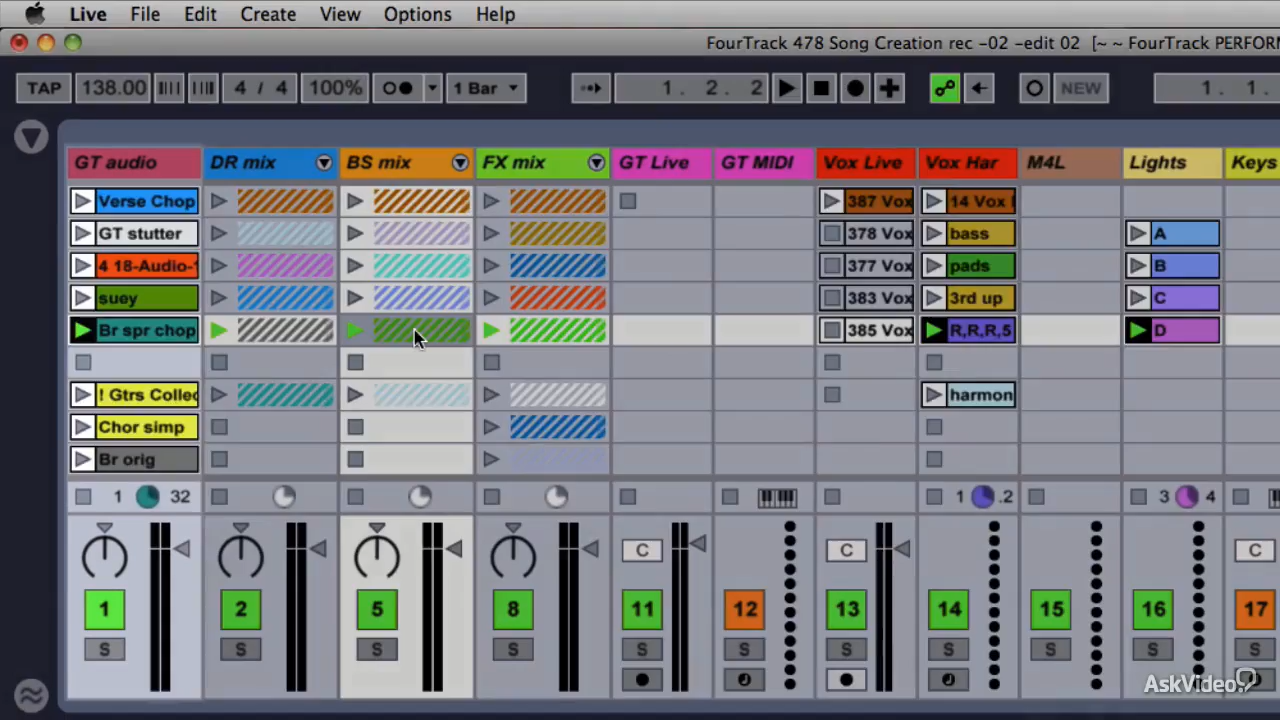 Live File Edit Create View Options Help
FourTrack 478 Song Creation rec -02 -edit 02 [~ ~ FourTrack PERFORM
TAP 138.00 4 / 4 100% 1 Bar 1. 2. 2 NEW 1. 1.
GT audio DR mix BS mix FX mix GT Live GT MIDI Vox Live Vox Har M4L Lights Keys
Verse Chop 387 Vox 14 Vox
GT stutter 378 Vox bass A
4 18-Audio- 377 Vox pads B
suey 383 Vox 3rd up C
Br spr chop 385 Vox R,R,R,5 D
! Gtrs Collec harmon
Chor simp
Br orig
1 32 1 .2 3 4
C C C
1 2 5 8 11 12 13 14 15 16 17
S S S S S S S S S S
AskVideo